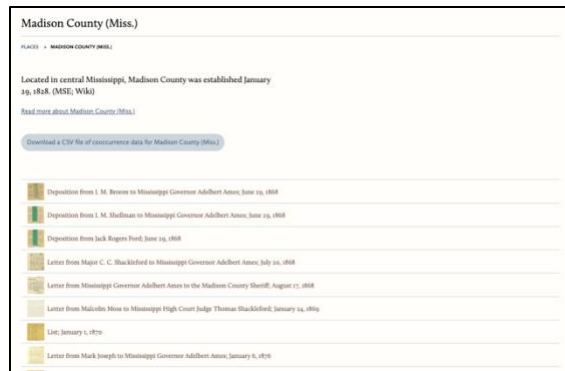 Madison County (Miss.)
PLACES > MADISON COUNTY (MISS.)
Located in central Mississippi, Madison County was established January
29, 1828. (MSE; Wiki)
Read more about Madison County (Miss.)
Download a CSV file of cooccurrence data for Madison County (Miss.)
Deposition from I. M. Broom to Mississippi Governor Adelbert Ames; June 29, 1868
Deposition from I. M. Shellman to Mississippi Governor Adelbert Ames; June 29, 1868
Deposition from Jack Rogers Ford; June 29, 1868
Letter from Major C. C. Shackleford to Mississippi Governor Adelbert Ames; July 20, 1868
Letter from Mississippi Governor Adelbert Ames to the Madison County Sheriff; August 17, 1868
Letter from Malcolm Moss to Mississippi High Court Judge Thomas Shackleford; January 24, 1869
List; January 1, 1870
Letter from Mark Joseph to Mississippi Governor Adelbert Ames; January 6, 1876